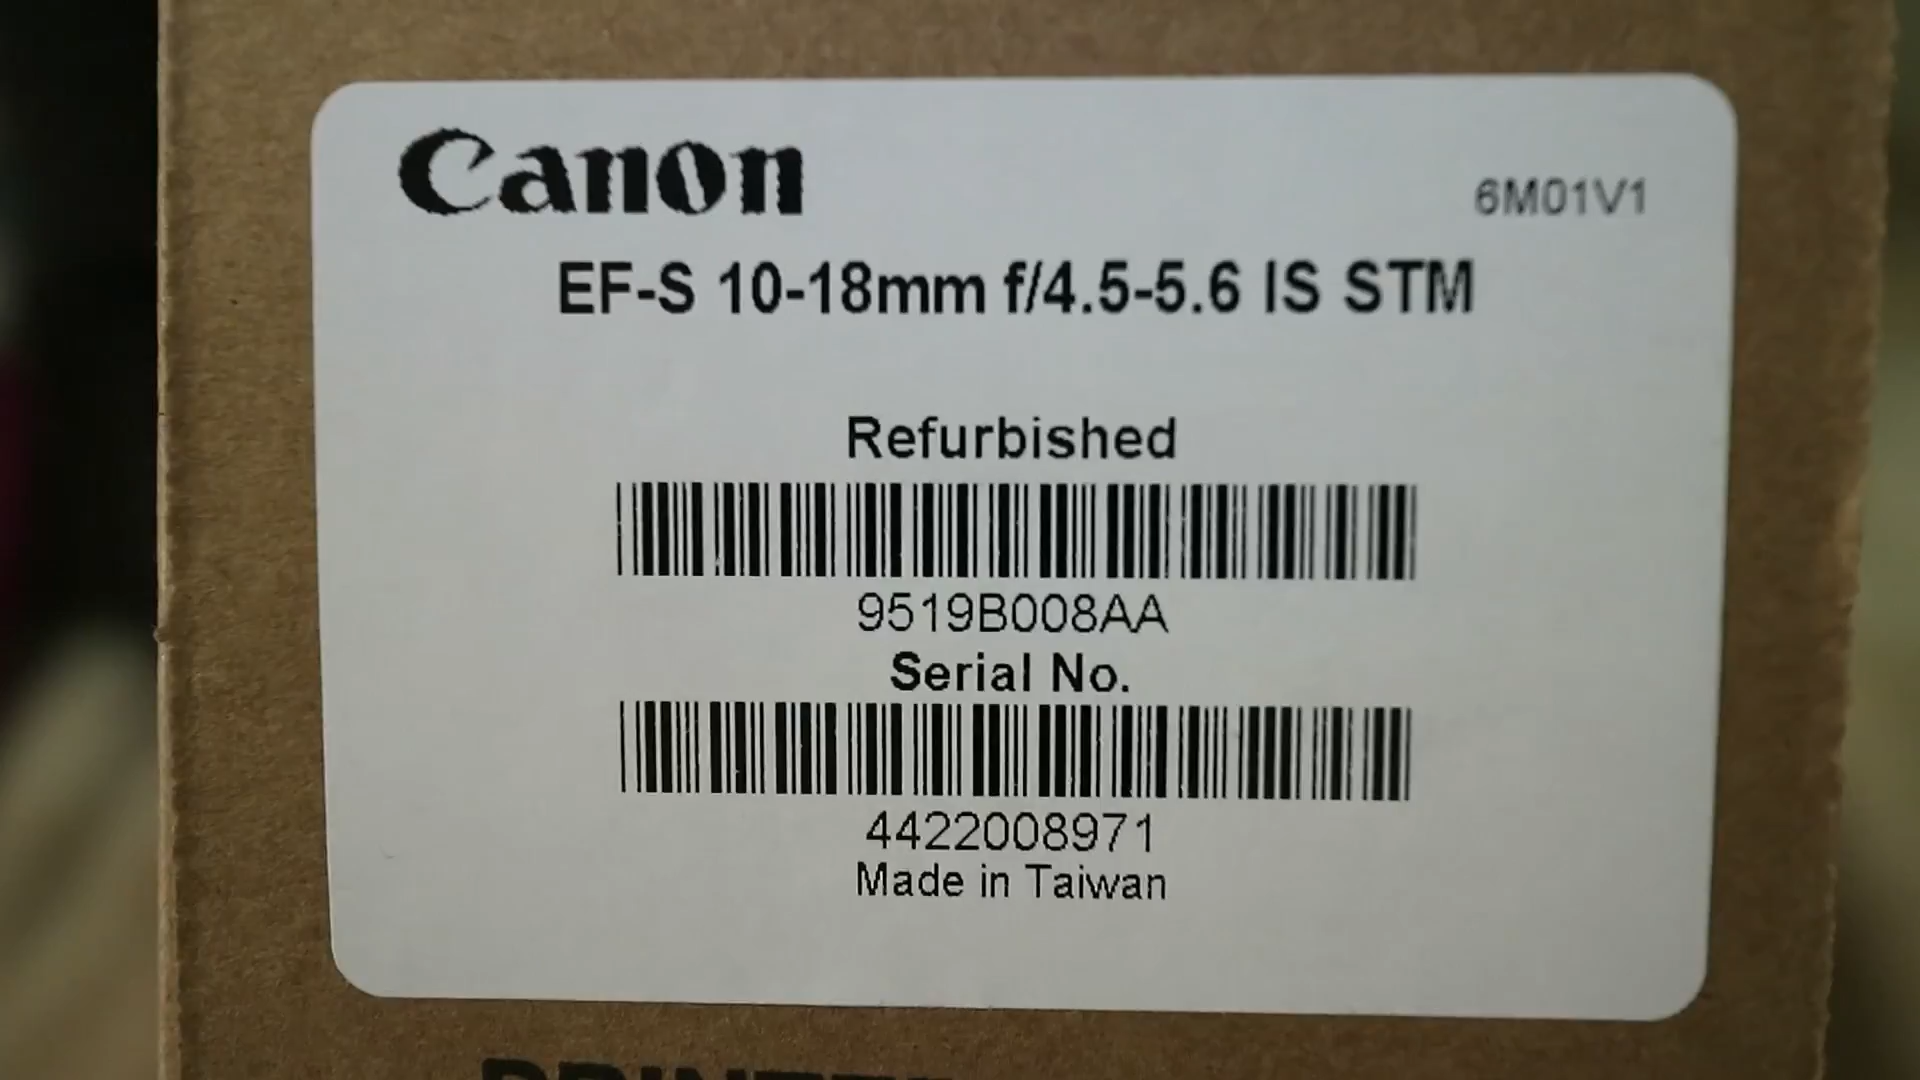 Canon
6M01V1
EF-S 10-18mm f/4.5-5.6 IS STM
Refurbished
9519B008AA
Serial No.
4422008971
Made in Taiwan